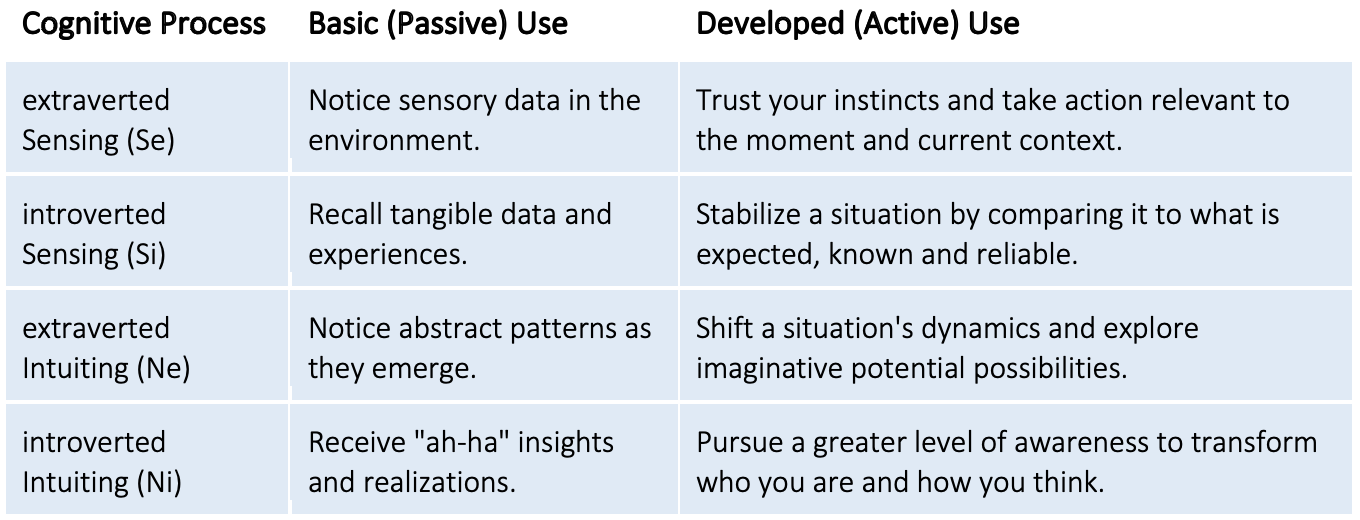 Cognitive Process Basic (Passive) Use Developed (Active) Use
extraverted
Sensing (Se)
Notice sensory data in the
environment.
Trust your instincts and take action relevant to
the moment and current context.
introverted
Sensing (Si)
Recall tangible data and
experiences.
Stabilize a situation by comparing it to what is
expected, known and reliable.
extraverted
Intuiting (Ne)
Notice abstract patterns as
they emerge.
Shift a situation's dynamics and explore
imaginative potential possibilities.
introverted
Intuiting (Ni)
Receive "ah-ha" insights
and realizations.
Pursue a greater level of awareness to transform
who you are and how you think.